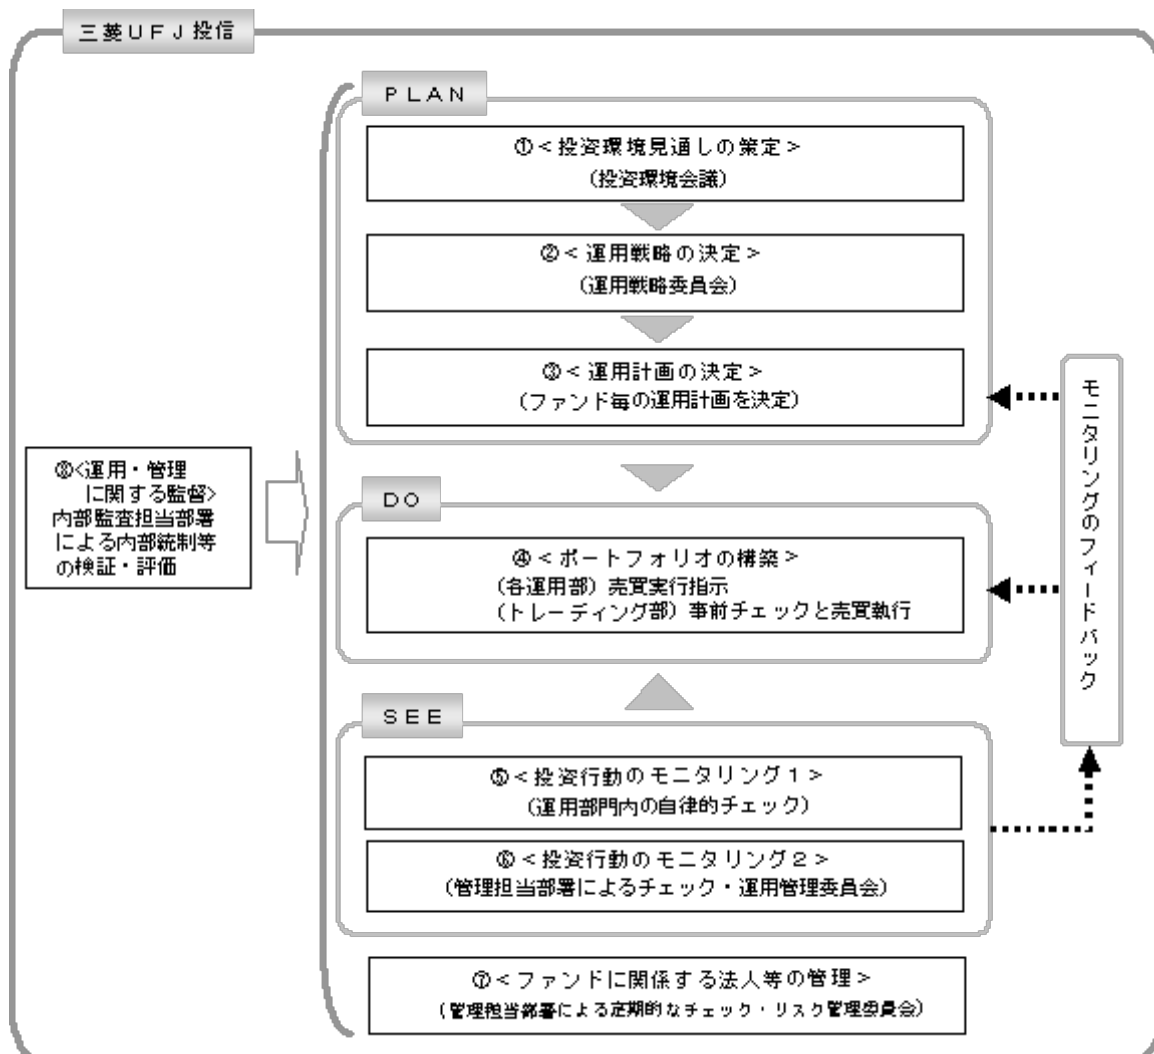 三菱ＵＦＪ投信
ＰＬＡＮ
①＜投資環境見通しの策定＞
（投資環境会議）
②＜運用戦略の決定＞
（運用戦略委員会）
③＜運用計画の決定＞
（ファンド毎の運用計画を決定）
⑧<運用・管理
に関する監督>
内部監査担当部署
による内部統制等
の検証・評価
ＤＯ
④＜ポートフォリオの構築＞
（各運用部）売買実行指示
（トレーディング部）事前チェックと売買執行
ＳＥＥ
⑤＜投資行動のモニタリング１＞
（運用部門内の自律的チェック）
⑥＜投資行動のモニタリング２＞
（管理担当部署によるチェック・運用管理委員会）
⑦＜ファンドに関係する法人等の管理＞
（管理担当部署による定期的なチェック・リスク管理委員会）
モニタリングのフィードバック